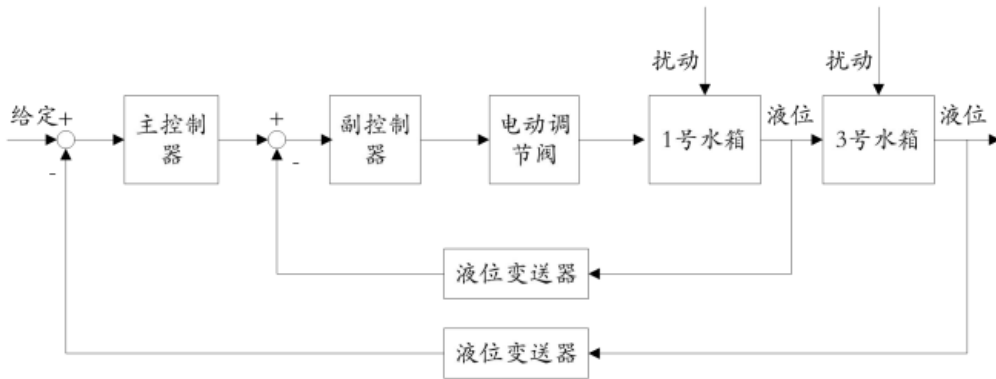 扰动
扰动
给定
+
主控制
器
+
副控制
器
电动调
节阀
1号水箱
液位
3号水箱
液位
-
-
液位变送器
液位变送器